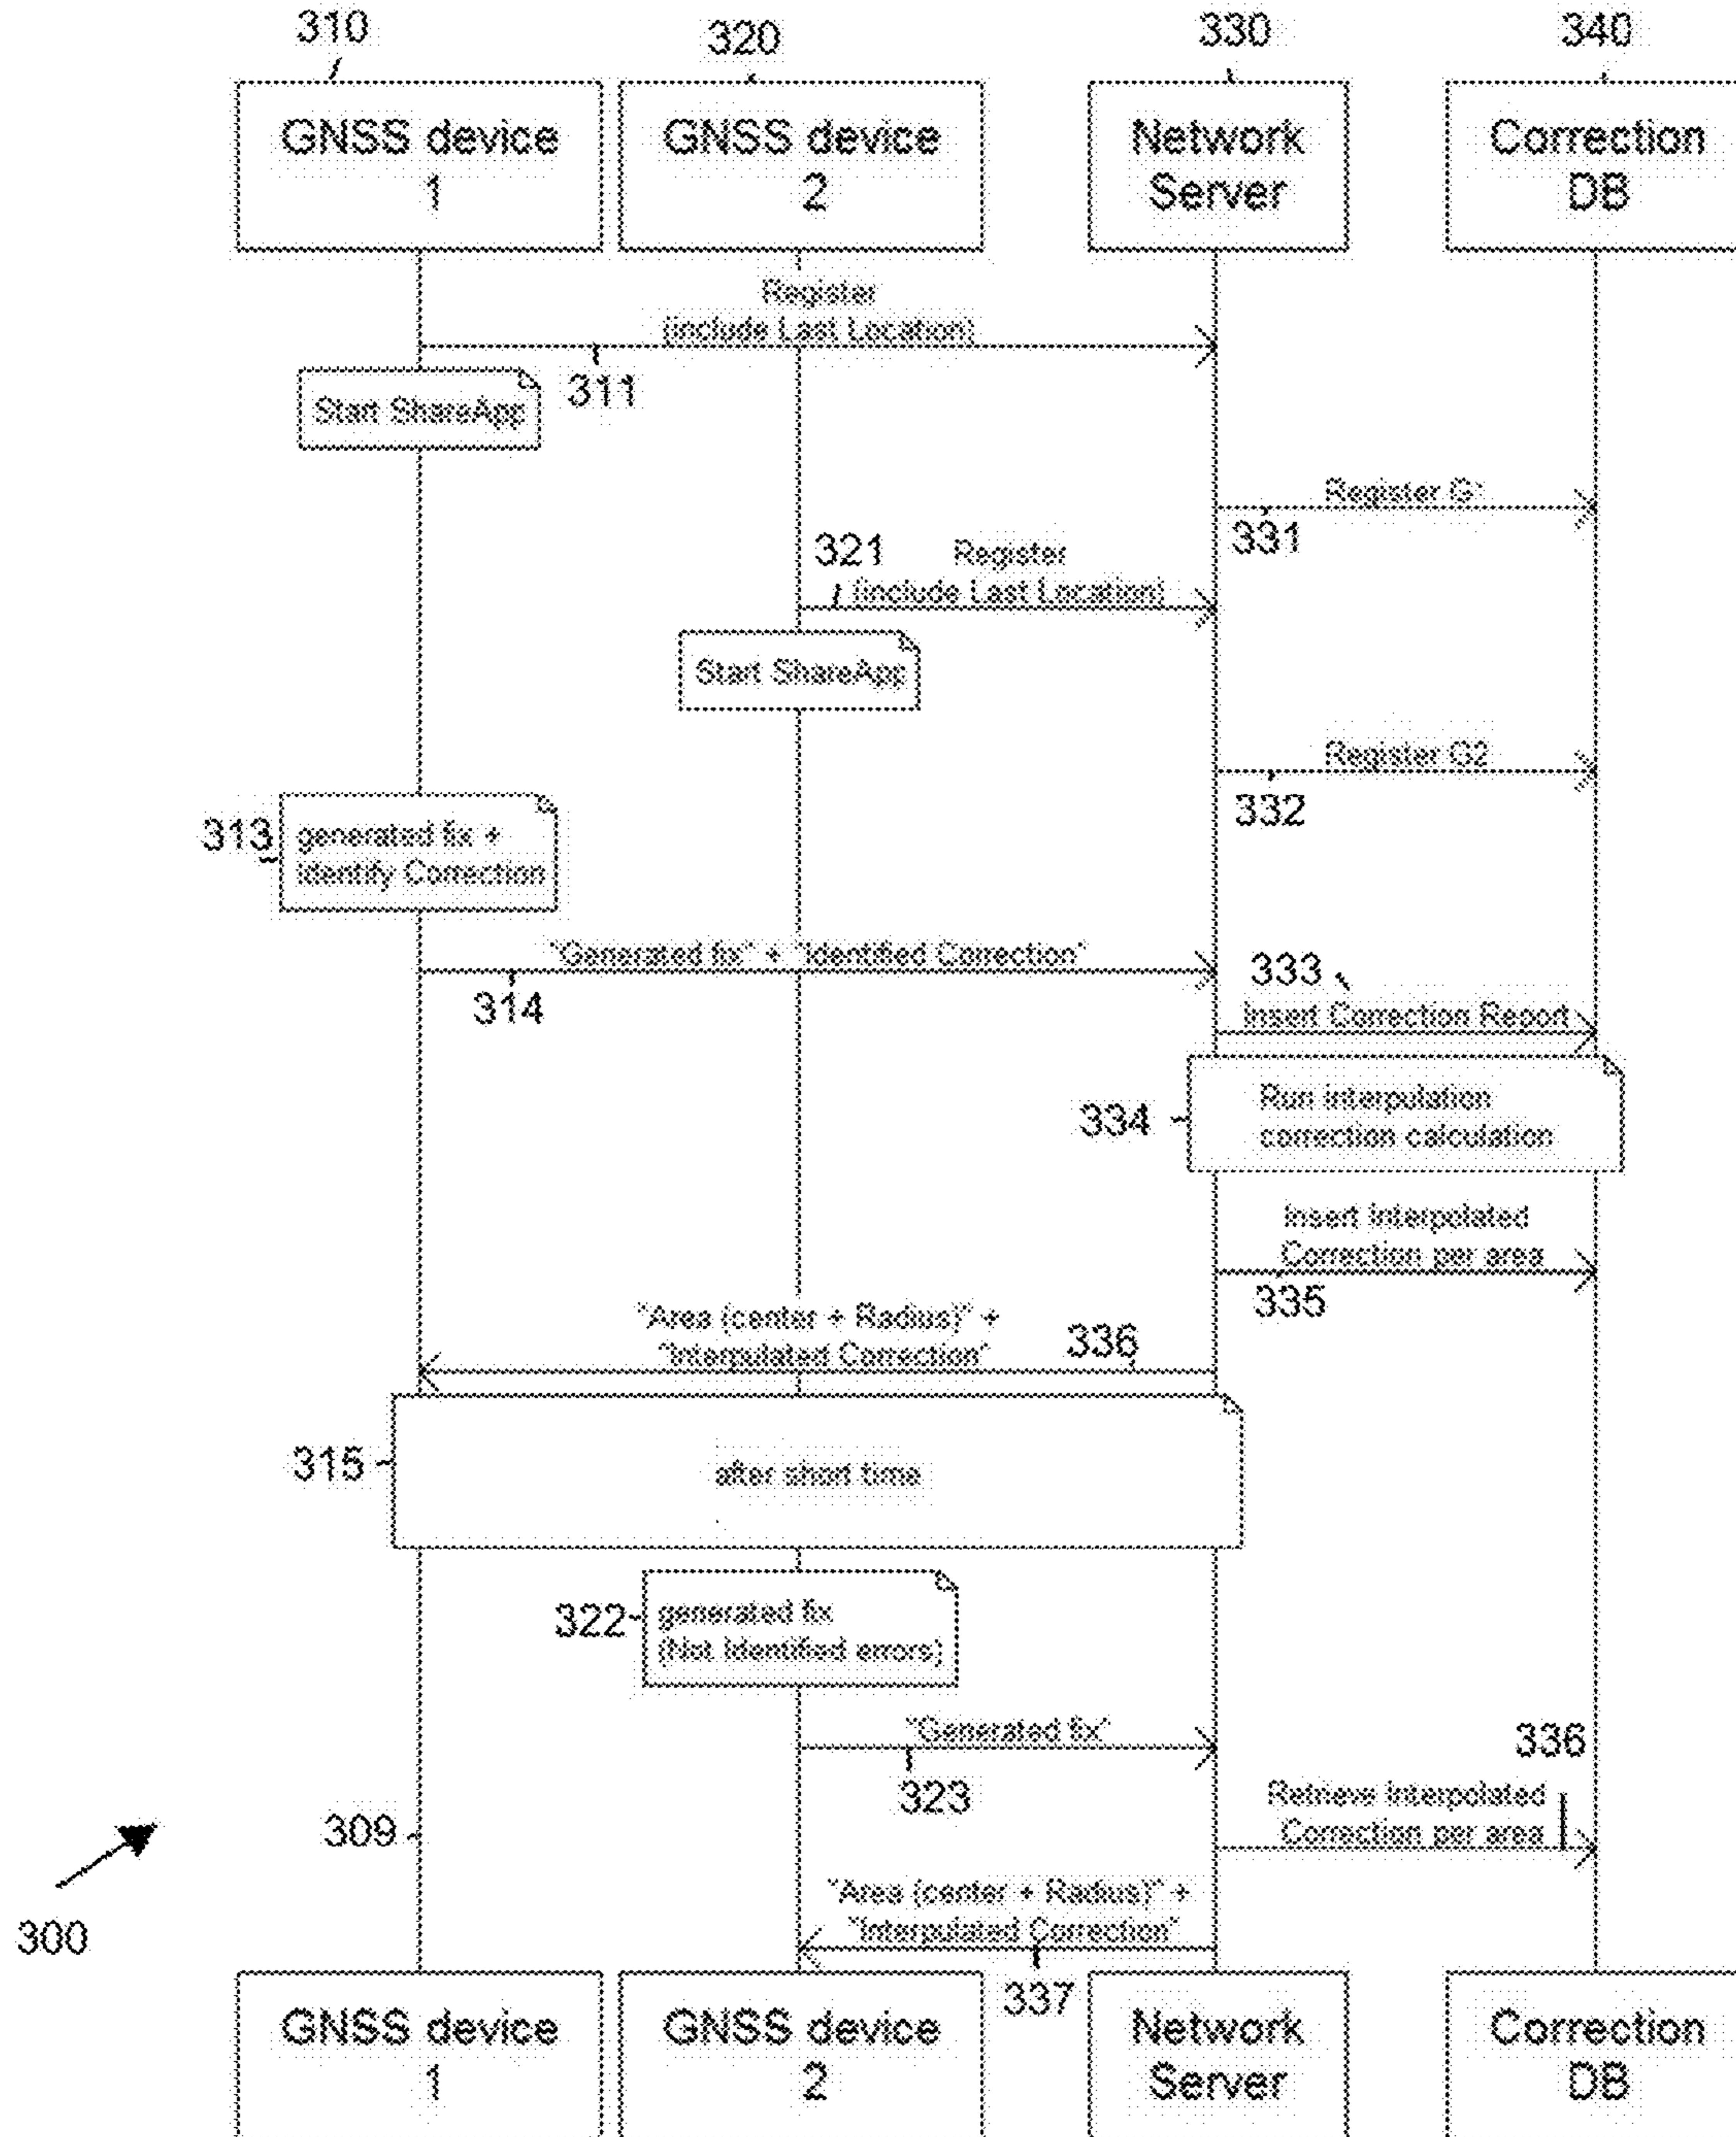 310
320
330
340
GNSS device
1
GNSS device
2
Network
Server
Correction
DB
Register
(include Last Location)
311
Start ShareApp
Register G
331
321
Register
(include Last Location)
Start ShareApp
Register G2
332
313
generated fix +
Identify Correction
"Generated fix" + "Identified Correction"
314
333
Insert Correction Report
334
Run interpulation
correction calculation
Insert Interpolated
Correction per area
335
"Area (center + Radius)" +
"Interpulated Correction"
336
315
after short time
322
generated fix
(Not Identified errors)
"Generated fix"
323
336
Retrieve Interpolated
Correction per area
309
"Area (center + Radius)" +
"Interpulated Correction"
337
300
GNSS device
1
GNSS device
2
Network
Server
Correction
DB